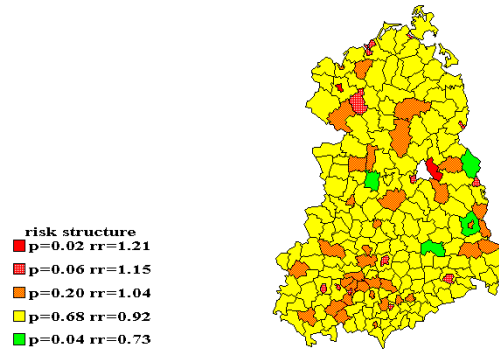 risk structure
p=0.02 rr=1.21
p=0.06 rr=1.15
p=0.20 rr=1.04
p=0.68 rr=0.92
p=0.04 rr=0.73